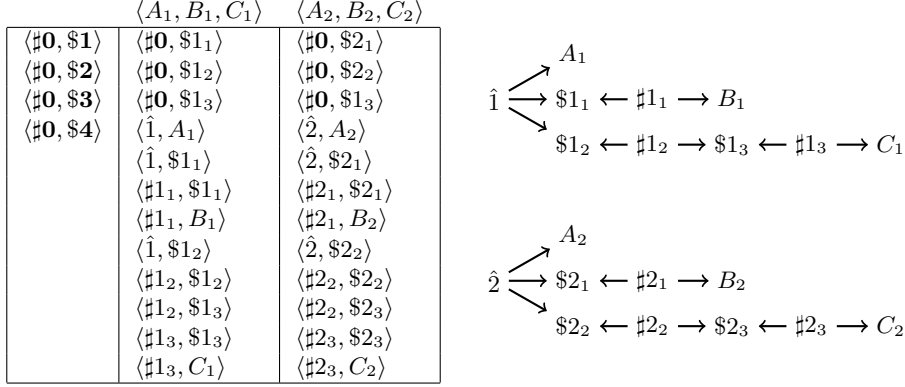 ⟨A₁, B₁, C₁⟩ ⟨A₂, B₂, C₂⟩
⟨♯0, $1⟩ ⟨♯0, $1₁⟩ ⟨♯0, $2₁⟩
⟨♯0, $2⟩ ⟨♯0, $1₂⟩ ⟨♯0, $2₂⟩
⟨♯0, $3⟩ ⟨♯0, $1₃⟩ ⟨♯0, $1₃⟩
⟨♯0, $4⟩ ⟨1̂, A₁⟩ ⟨2̂, A₂⟩
⟨1̂, $1₁⟩ ⟨2̂, $2₁⟩
⟨♯1₁, $1₁⟩ ⟨♯2₁, $2₁⟩
⟨♯1₁, B₁⟩ ⟨♯2₁, B₂⟩
⟨1̂, $1₂⟩ ⟨2̂, $2₂⟩
⟨♯1₂, $1₂⟩ ⟨♯2₂, $2₂⟩
⟨♯1₂, $1₃⟩ ⟨♯2₂, $2₃⟩
⟨♯1₃, $1₃⟩ ⟨♯2₃, $2₃⟩
⟨♯1₃, C₁⟩ ⟨♯2₃, C₂⟩
A₁
1̂ → $1₁ ← ♯1₁ → B₁
$1₂ ← ♯1₂ → $1₃ ← ♯1₃ → C₁
A₂
2̂ → $2₁ ← ♯2₁ → B₂
$2₂ ← ♯2₂ → $2₃ ← ♯2₃ → C₂